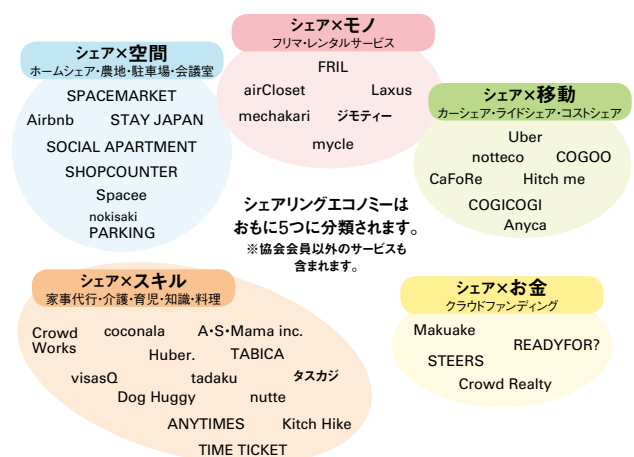 シェア×空間
ホームシェア・農地・駐車場・会議室
SPACEMARKET
Airbnb STAY JAPAN
SOCIAL APARTMENT
SHOPCOUNTER
Spacee
nokisaki
PARKING
シェア×モノ
フリマ・レンタルサービス
FRIL
airCloset Laxus
mechakari ジモティー
mycle
シェア×移動
カーシェア・ライドシェア・コストシェア
Uber
notteco COGOO
CaFoRe Hitch me
COGICOGI
Anyca
シェアリングエコノミーは
おもに5つに分類されます。
※協会会員以外のサービスも
含まれます。
シェア×スキル
家事代行・介護・育児・知識・料理
Crowd
Works
coconala A・S・Mama inc.
Huber. TABICA
visasQ tadaku タスカジ
Dog Huggy nutte
ANYTIMES Kitch Hike
TIME TICKET
シェア×お金
クラウドファンディング
Makuake
READYFOR?
STEERS
Crowd Realty